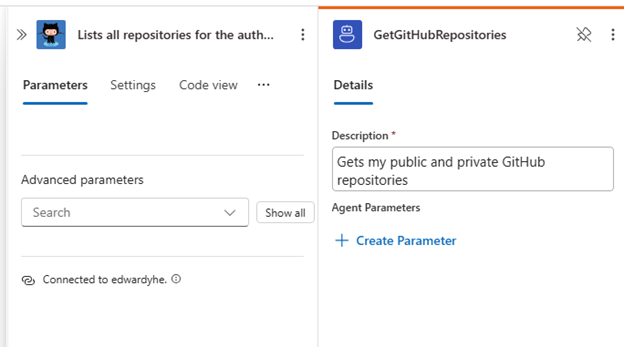 Lists all repositories for the auth...
Parameters
Settings
Code view
Advanced parameters
Search
Show all
Connected to edwardyhe.
GetGitHubRepositories
Details
Description *
Gets my public and private GitHub
repositories
Agent Parameters
+ Create Parameter